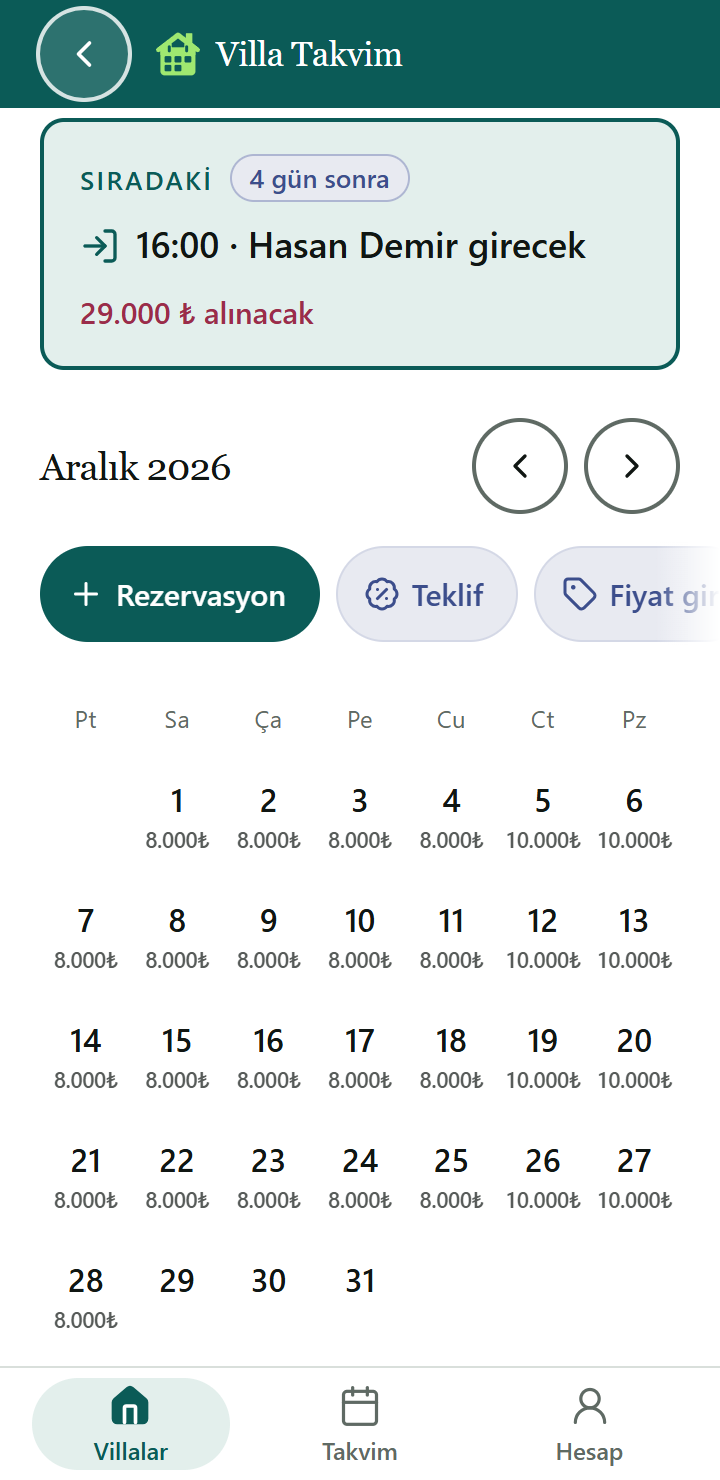 Villa Takvim
SIRADAKİ 4 gün sonra
16:00 · Hasan Demir girecek
29.000 ₺ alınacak
Aralık 2026
Rezervasyon Teklif Fiyat gir
Pt Sa Ça Pe Cu Ct Pz
1 2 3 4 5 6
8.000₺ 8.000₺ 8.000₺ 8.000₺ 10.000₺ 10.000₺
7 8 9 10 11 12 13
8.000₺ 8.000₺ 8.000₺ 8.000₺ 8.000₺ 10.000₺ 10.000₺
14 15 16 17 18 19 20
8.000₺ 8.000₺ 8.000₺ 8.000₺ 8.000₺ 10.000₺ 10.000₺
21 22 23 24 25 26 27
8.000₺ 8.000₺ 8.000₺ 8.000₺ 8.000₺ 10.000₺ 10.000₺
28 29 30 31
8.000₺
Villalar Takvim Hesap